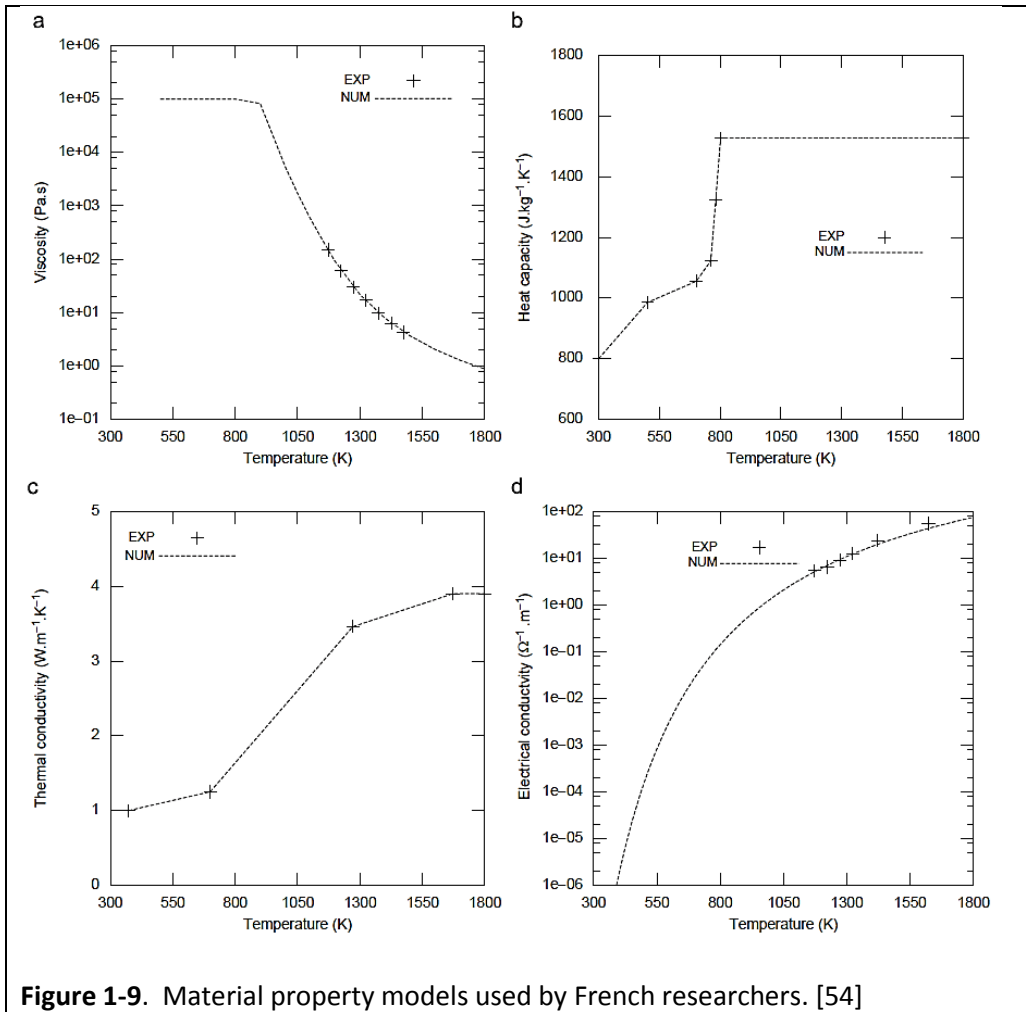 a
1e+06
1e+05
1e+04
1e+03
1e+02
1e+01
1e+00
1e−01
Viscosity (Pa.s)
EXP
NUM
300 550 800 1050 1300 1550 1800
Temperature (K)
b
1800
1600
1400
1200
1000
800
600
Heat capacity (J.kg⁻¹.K⁻¹)
EXP
NUM
300 550 800 1050 1300 1550 1800
Temperature (K)
c
5
4
3
2
1
0
Thermal conductivity (W.m⁻¹.K⁻¹)
EXP
NUM
300 550 800 1050 1300 1550 1800
Temperature (K)
d
1e+02
1e+01
1e+00
1e−01
1e−02
1e−03
1e−04
1e−05
1e−06
Electrical conductivity (Ω⁻¹.m⁻¹)
EXP
NUM
300 550 800 1050 1300 1550 1800
Temperature (K)
Figure 1-9. Material property models used by French researchers. [54]